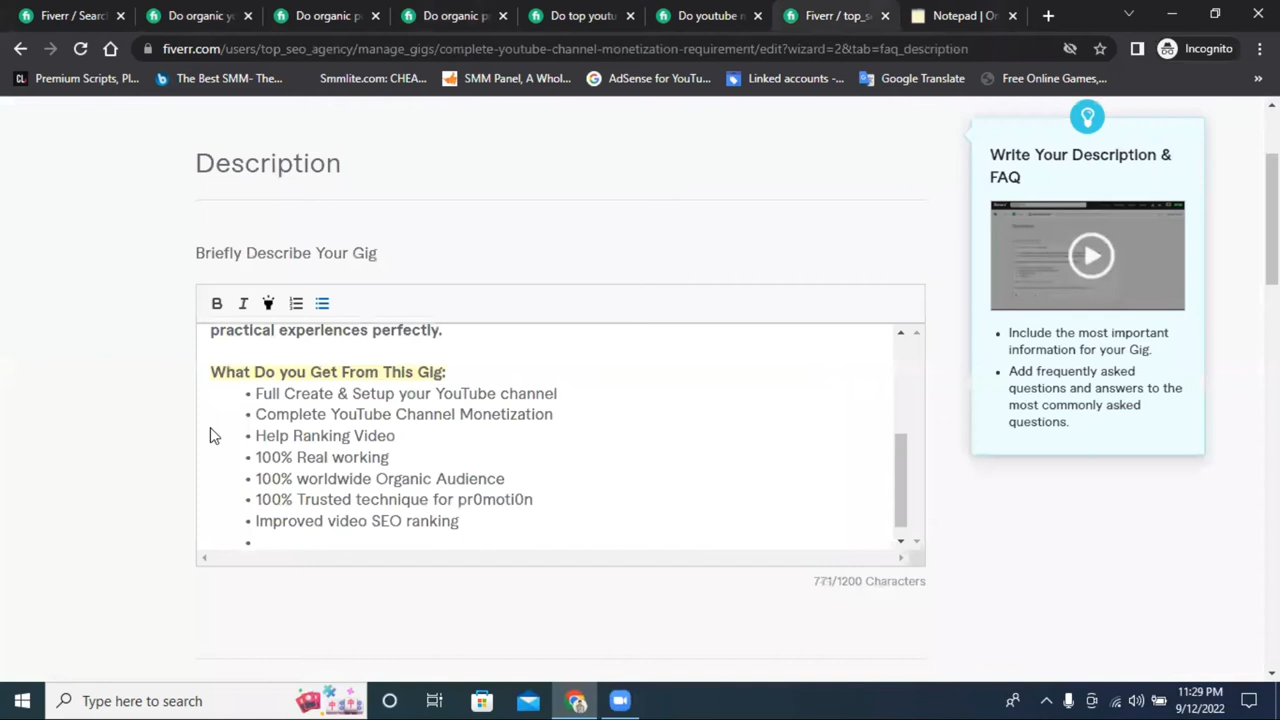 Fiverr / Searc
Do organic ye
Do organic p
Do organic p
Do top youtu
Do youtube n
Fiverr / top_s
Notepad | On
fiverr.com/users/top_seo_agency/manage_gigs/complete-youtube-channel-monetization-requirement/edit?wizard=2&tab=faq_description
Incognito
Premium Scripts, Pl...
The Best SMM- The...
Smmlite.com: CHEA...
SMM Panel, A Whol...
AdSense for YouTu...
Linked accounts -...
Google Translate
Free Online Games,...
»
Description
Briefly Describe Your Gig
B I
practical experiences perfectly.
What Do you Get From This Gig:
• Full Create & Setup your YouTube channel
• Complete YouTube Channel Monetization
• Help Ranking Video
• 100% Real working
• 100% worldwide Organic Audience
• 100% Trusted technique for pr0moti0n
• Improved video SEO ranking
•
771/1200 Characters
Write Your Description &
FAQ
• Include the most important
information for your Gig.
• Add frequently asked
questions and answers to the
most commonly asked
questions.
Type here to search
11:29 PM
9/12/2022